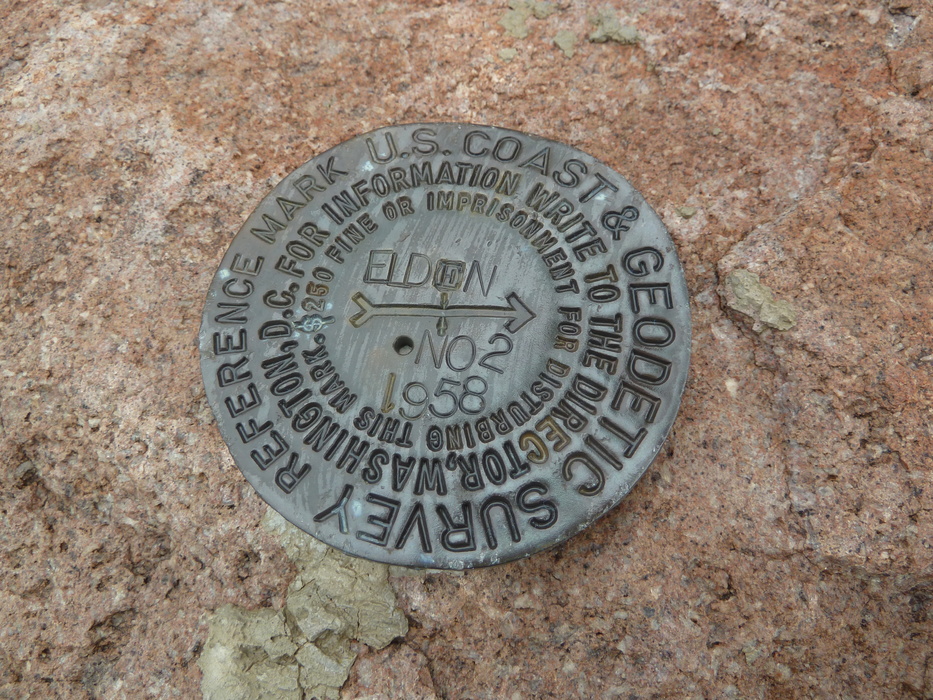 U.S. COAST & GEODETIC SURVEY REFERENCE MARK
FOR INFORMATION WRITE TO THE DIRECTOR, WASHINGTON, D.C.
$250 FINE OR IMPRISONMENT FOR DISTURBING THIS MARK.
ELDEN
NO 2
1958